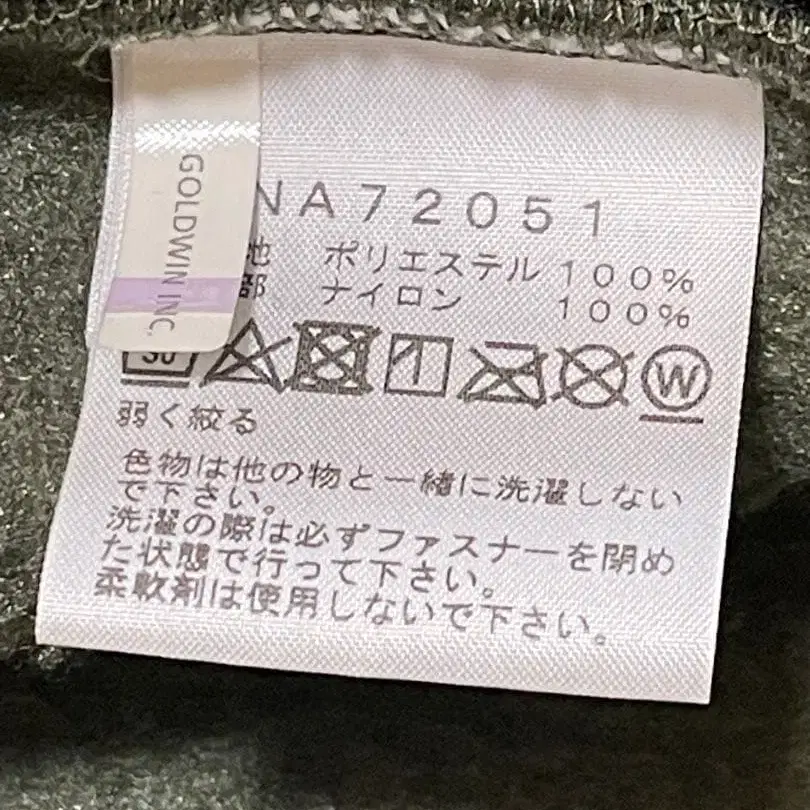 GOLDWIN INC.
NA72051
地 ポリエステル 100%
部 ナイロン 100%
30
W
弱く絞る
色物は他の物と一緒に洗濯しない
で下さい。
洗濯の際は必ずファスナーを閉め
た状態で行って下さい。
柔軟剤は使用しないで下さい。